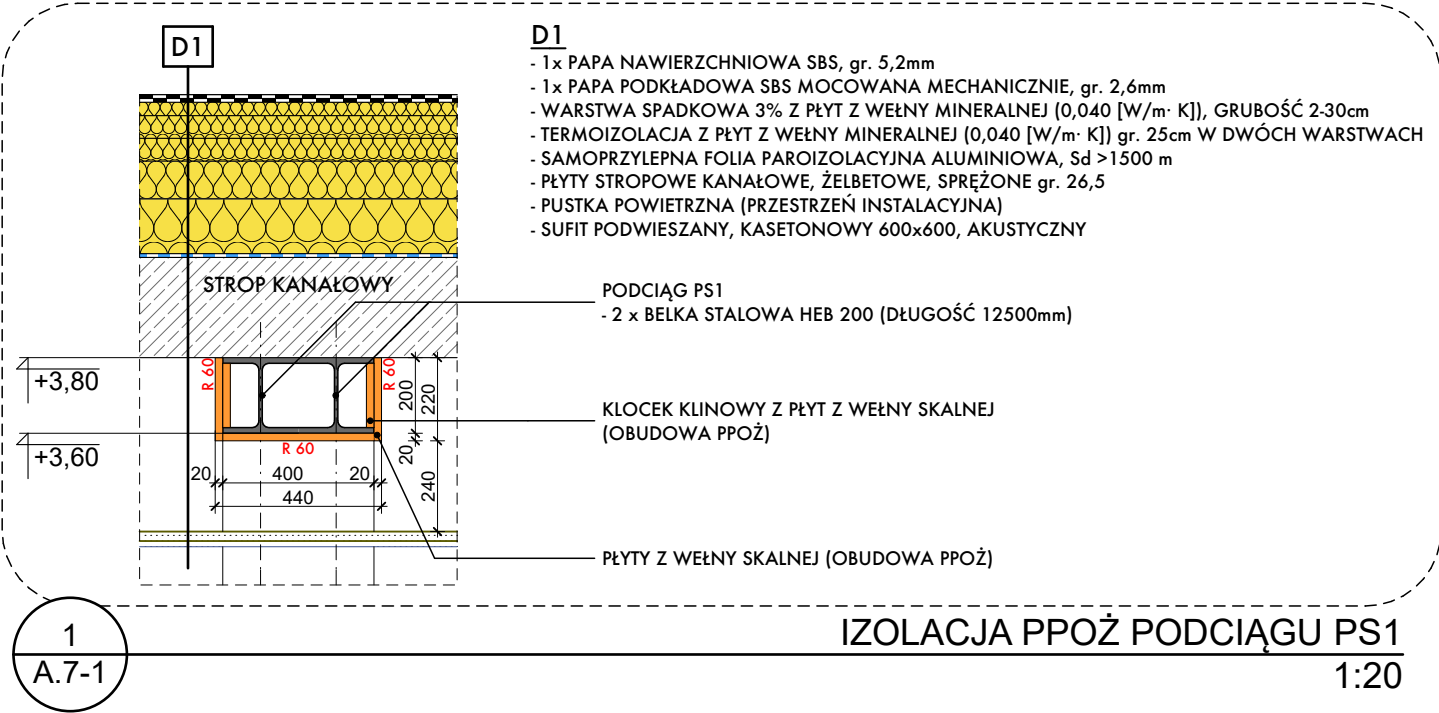 D1
D1
- 1x PAPA NAWIERZCHNIOWA SBS, gr. 5,2mm
- 1x PAPA PODKŁADOWA SBS MOCOWANA MECHANICZNIE, gr. 2,6mm
- WARSTWA SPADKOWA 3% Z PŁYT Z WEŁNY MINERALNEJ (0,040 [W/m· K]), GRUBOŚĆ 2-30cm
- TERMOIZOLACJA Z PŁYT Z WEŁNY MINERALNEJ (0,040 [W/m· K]) gr. 25cm W DWÓCH WARSTWACH
- SAMOPRZYLEPNA FOLIA PAROIZOLACYJNA ALUMINIOWA, Sd >1500 m
- PŁYTY STROPOWE KANAŁOWE, ŻELBETOWE, SPRĘŻONE gr. 26,5
- PUSTKA POWIETRZNA (PRZESTRZEŃ INSTALACYJNA)
- SUFIT PODWIESZANY, KASETONOWY 600x600, AKUSTYCZNY
STROP KANAŁOWY
PODCIĄG PS1
- 2 x BELKA STALOWA HEB 200 (DŁUGOŚĆ 12500mm)
+3,80
R 60
R 60
200
220
KLOCEK KLINOWY Z PŁYT Z WEŁNY SKALNEJ
(OBUDOWA PPOŻ)
+3,60
R 60
20
20
400
20
440
240
PŁYTY Z WEŁNY SKALNEJ (OBUDOWA PPOŻ)
1
A.7-1
IZOLACJA PPOŻ PODCIĄGU PS1
1:20